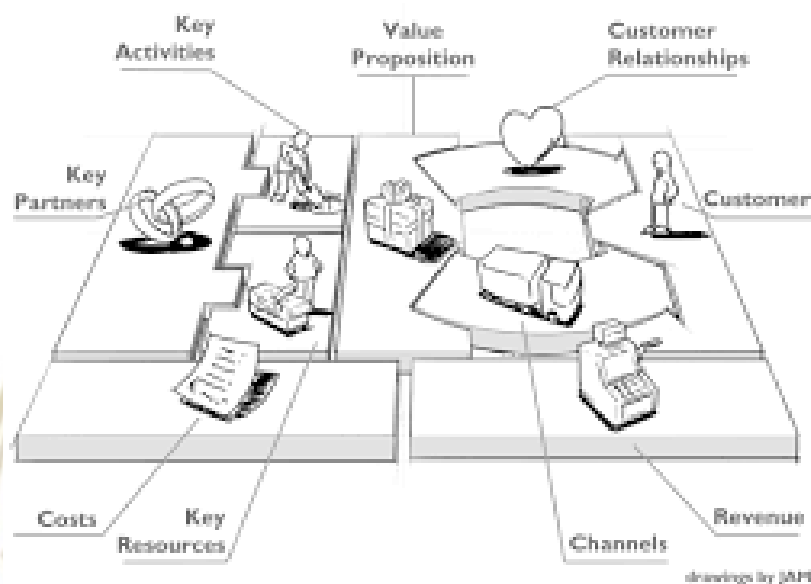 Key
Activities
Value
Proposition
Customer
Relationships
Key
Partners
Customer
Costs
Key
Resources
Channels
Revenue
drawings by JAM